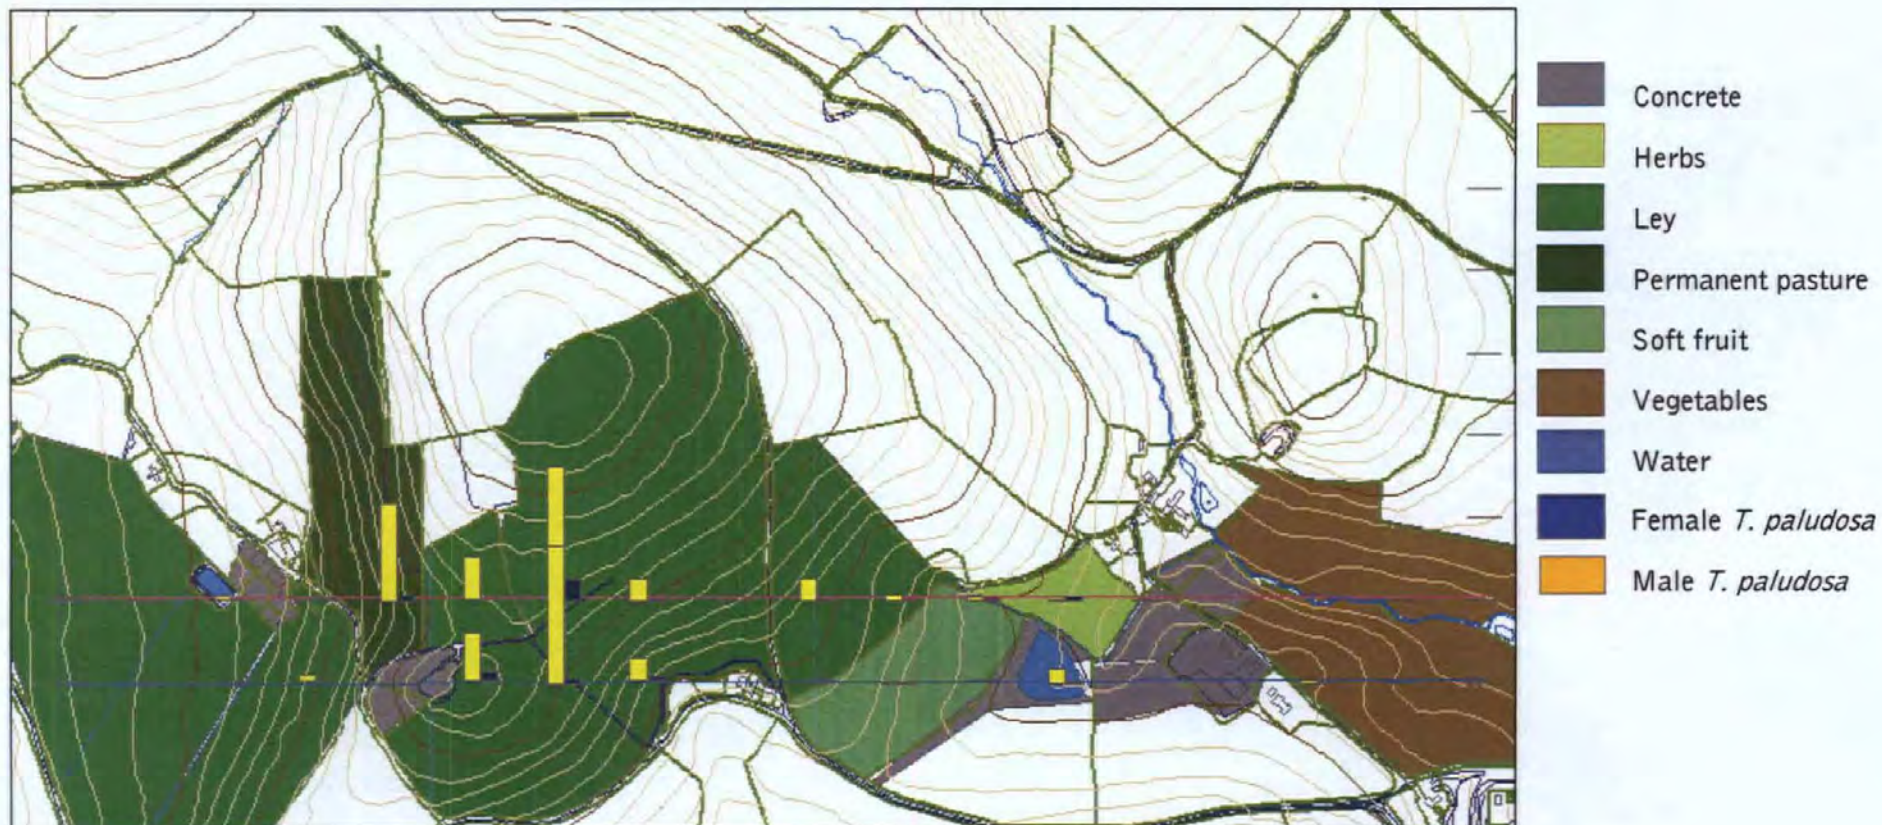 Concrete
Herbs
Ley
Permanent pasture
Soft fruit
Vegetables
Water
Female T. paludosa
Male T. paludosa